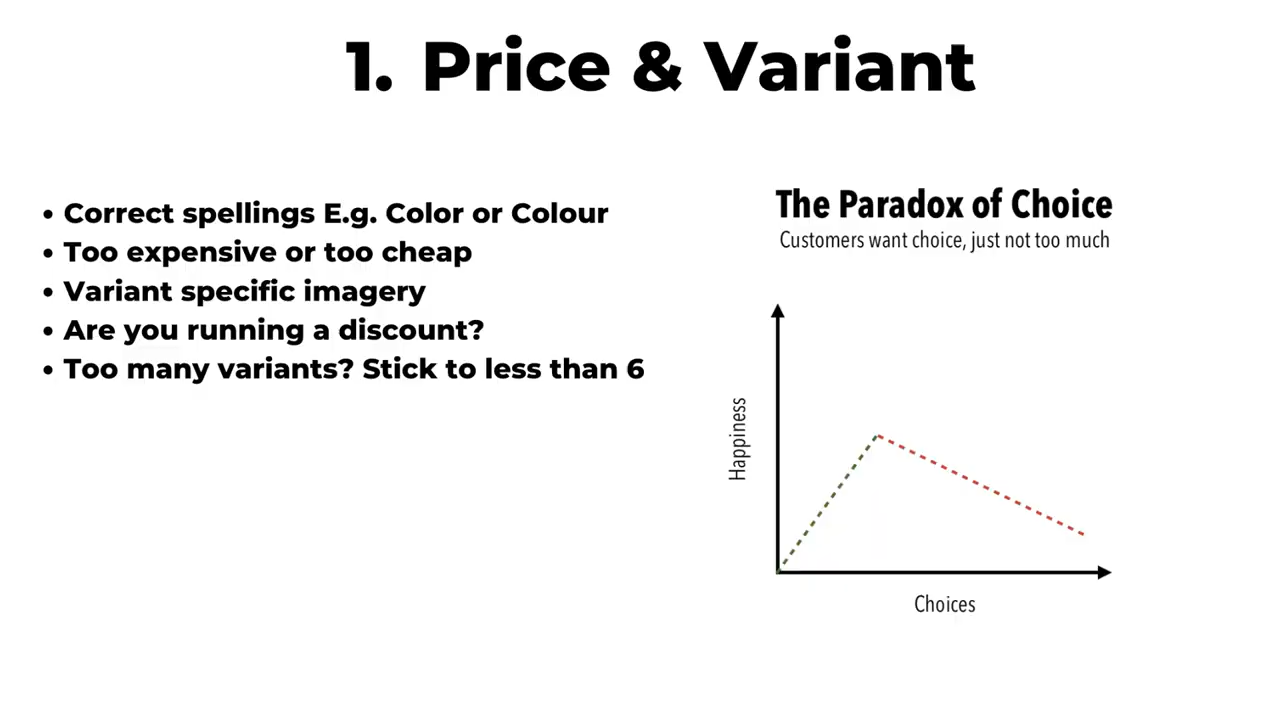 1. Price & Variant
• Correct spellings E.g. Color or Colour
• Too expensive or too cheap
• Variant specific imagery
• Are you running a discount?
• Too many variants? Stick to less than 6
The Paradox of Choice
Customers want choice, just not too much
Happiness
Choices